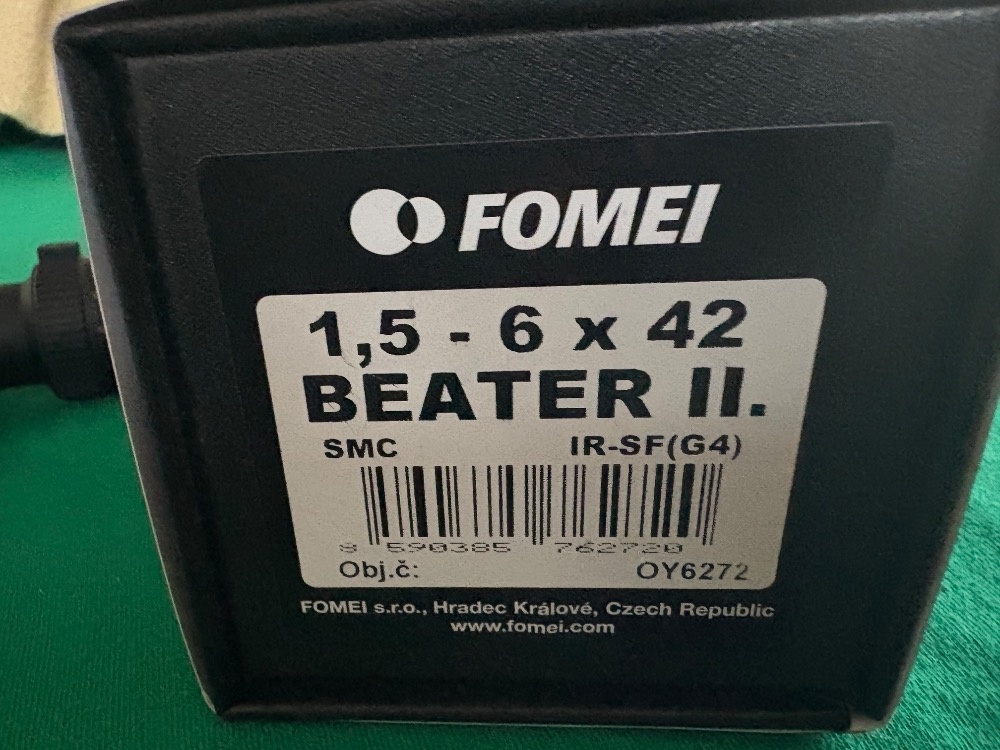 FOMEI
1,5 - 6 x 42
BEATER II.
SMC IR-SF(G4)
8 590385 762720
Obj.č: OY6272
FOMEI s.r.o., Hradec Králové, Czech Republic
www.fomei.com